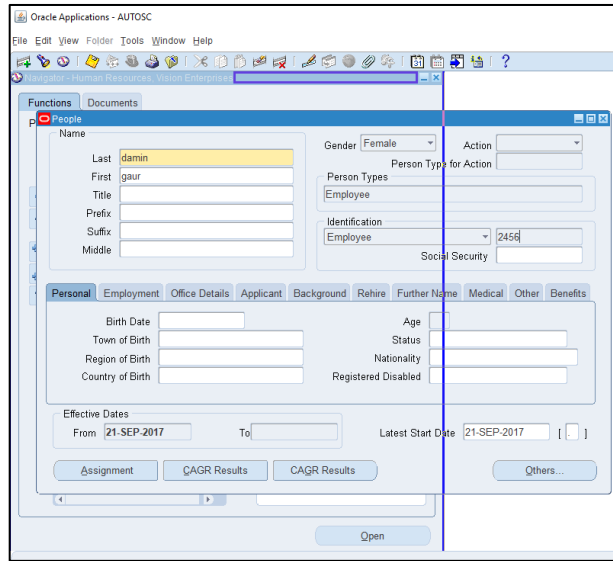 Oracle Applications - AUTOSC
File Edit View Folder Tools Window Help
Navigator - Human Resources, Vision Enterprises
Functions Documents
People
Name
Last damin
First gaur
Title
Prefix
Suffix
Middle
Gender Female Action
Person Type for Action
Person Types
Employee
Identification
Employee 2456
Social Security
Personal Employment Office Details Applicant Background Rehire Further Name Medical Other Benefits
Birth Date Age
Town of Birth Status
Region of Birth Nationality
Country of Birth Registered Disabled
Effective Dates
From 21-SEP-2017 To Latest Start Date 21-SEP-2017 [ . ]
Assignment CAGR Results CAGR Results Others...
Open